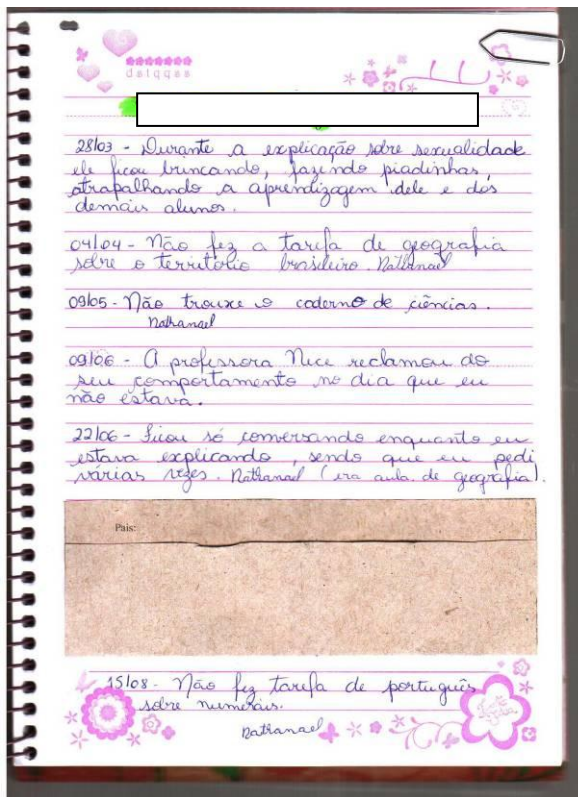 dstqqss
28/03 - Durante a explicação sobre sexualidade
ele ficou brincando, fazendo piadinhas,
atrapalhando a aprendizagem dele e dos
demais alunos.
04/04 - Não fez a tarefa de geografia
sobre o território brasileiro. Nathanael
09/05 - Não trouxe o caderno de ciências.
Nathanael
09/06 - A professora Nice reclamou do
seu comportamento no dia que eu
não estava.
22/06 - Ficou só conversando enquanto eu
estava explicando, sendo que eu pedi
várias vezes. Nathanael (era aula de geografia).
Pais:
15/08 - Não fez tarefa de português
sobre numerais.
Nathanael